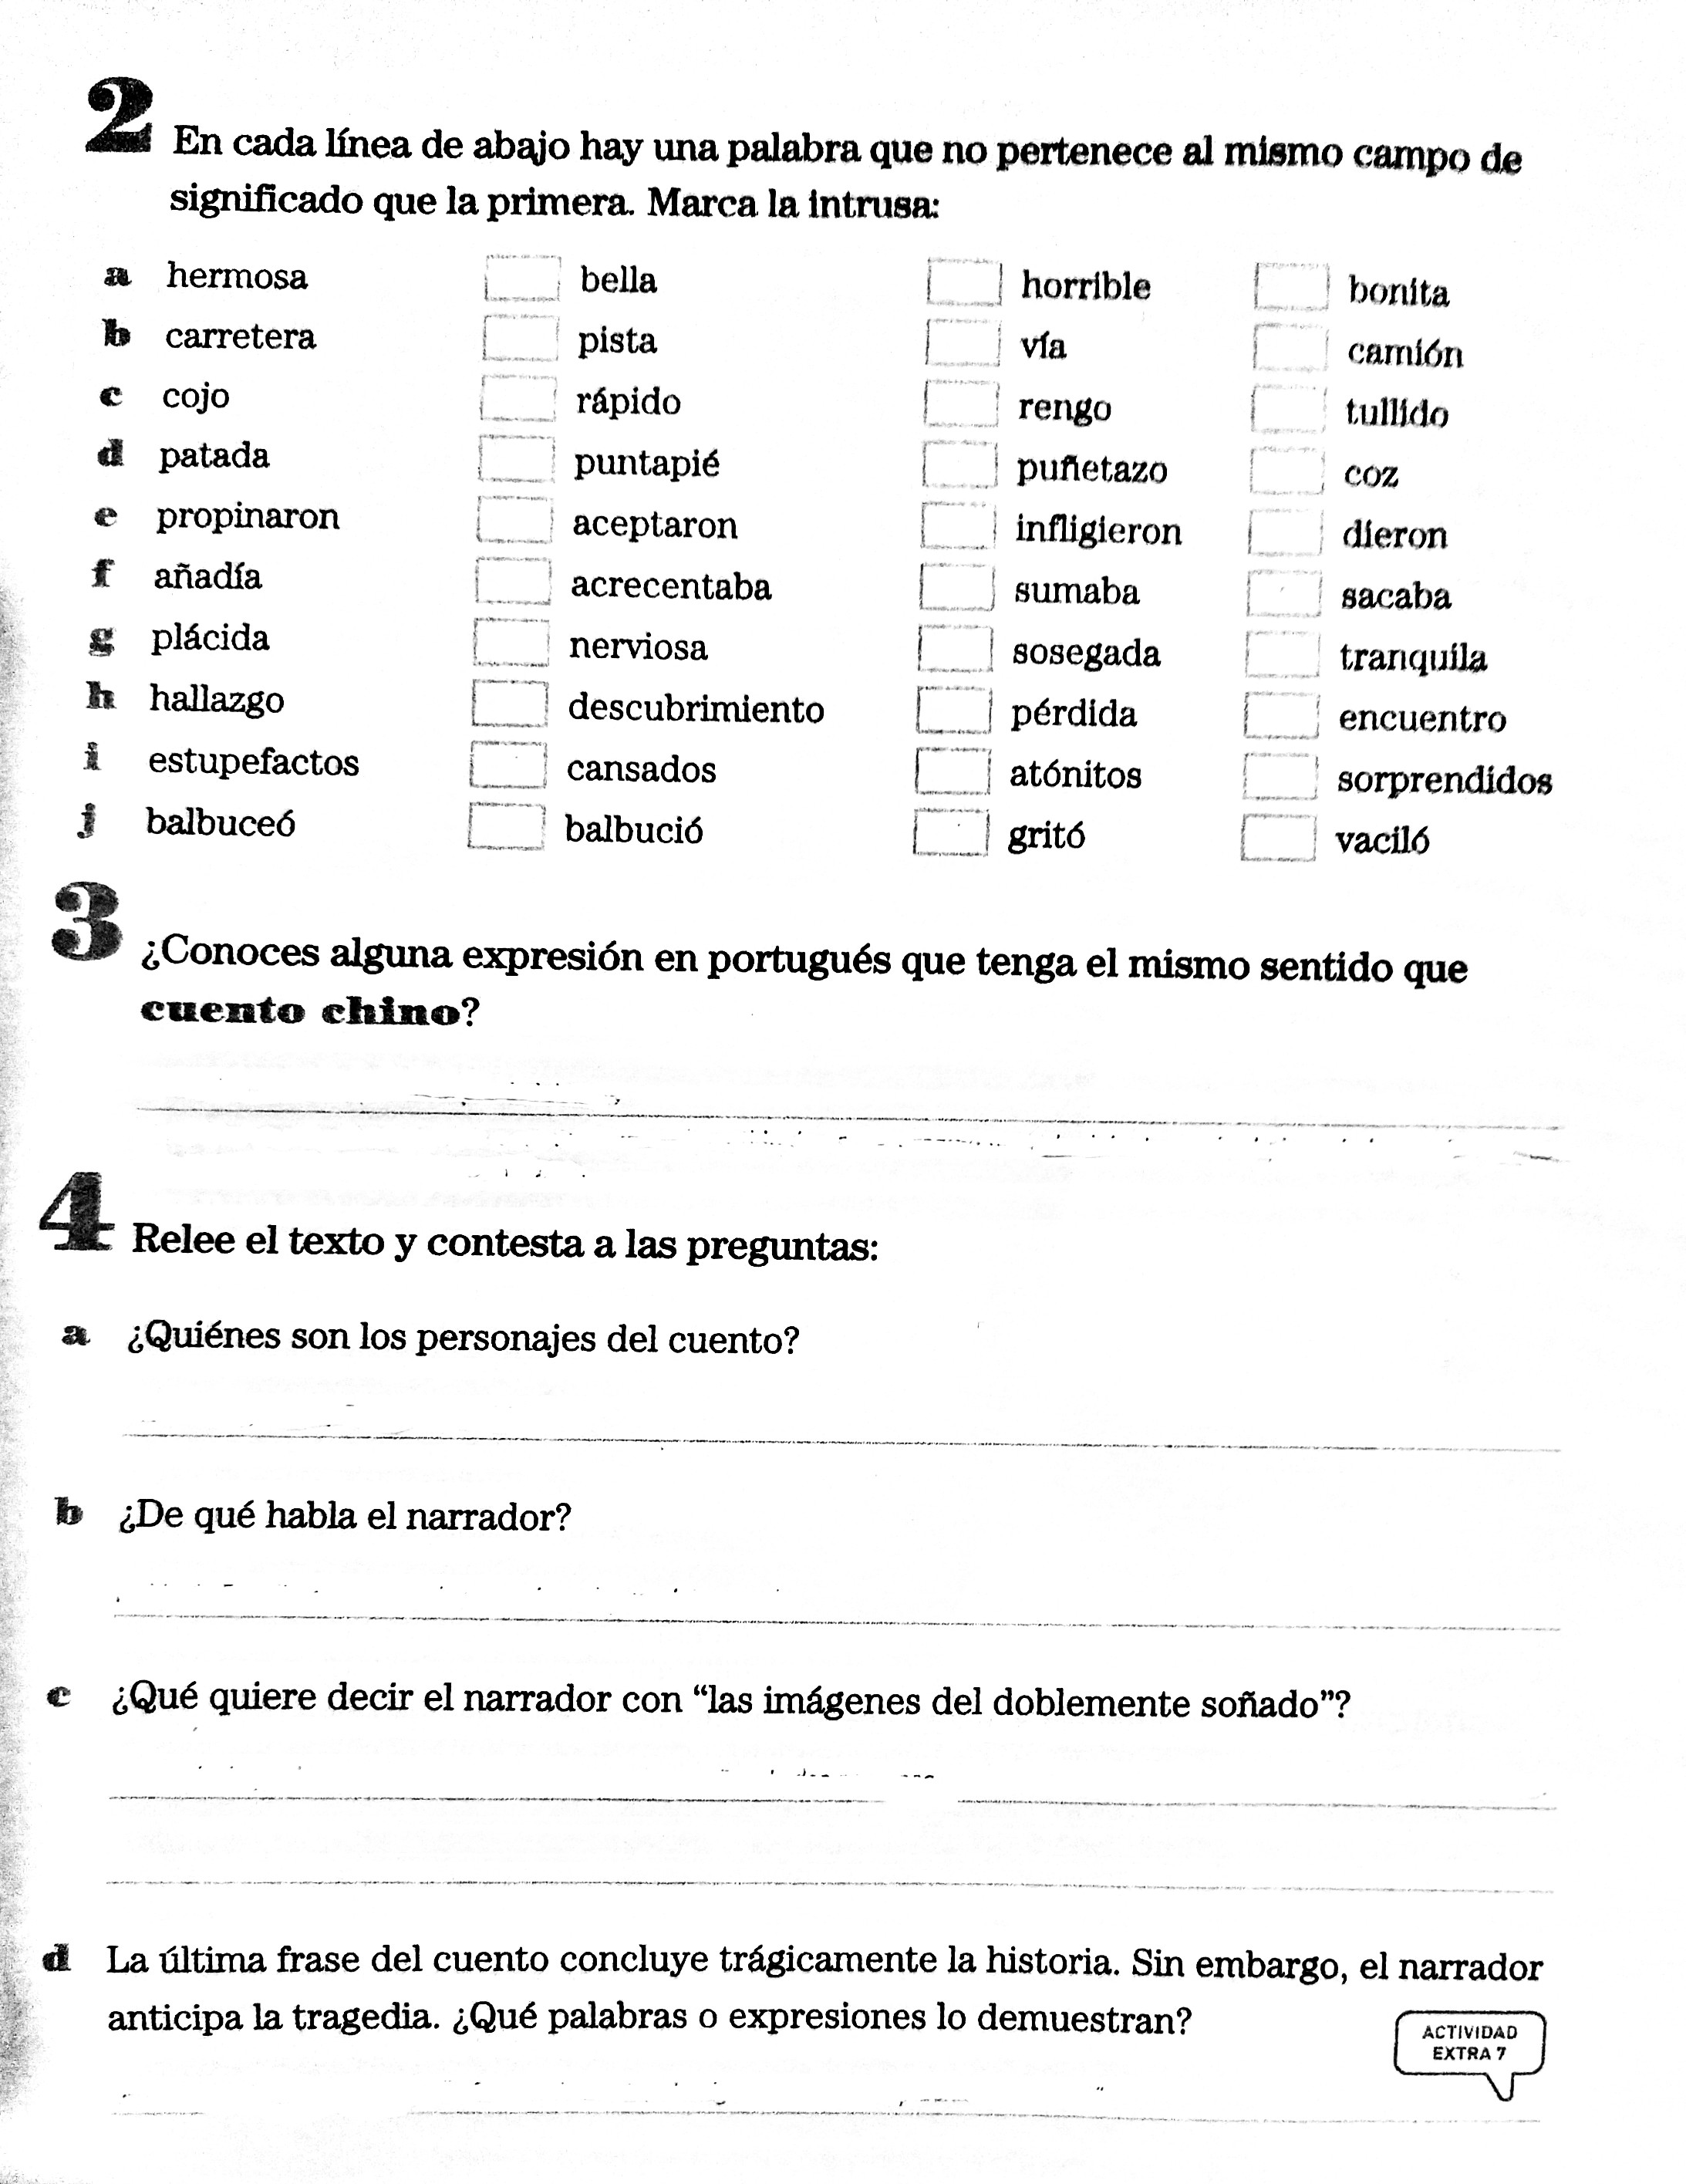 2 En cada línea de abajo hay una palabra que no pertenece al mismo campo de
significado que la primera. Marca la intrusa:
a hermosa bella horrible bonita
b carretera pista vía camión
c cojo rápido rengo tullido
d patada puntapié puñetazo coz
e propinaron aceptaron infligieron dieron
f añadía acrecentaba sumaba sacaba
g plácida nerviosa sosegada tranquila
h hallazgo descubrimiento pérdida encuentro
i estupefactos cansados atónitos sorprendidos
j balbuceó balbució gritó vaciló
3 ¿Conoces alguna expresión en portugués que tenga el mismo sentido que
cuento chino?
4 Relee el texto y contesta a las preguntas:
a ¿Quiénes son los personajes del cuento?
b ¿De qué habla el narrador?
c ¿Qué quiere decir el narrador con “las imágenes del doblemente soñado”?
d La última frase del cuento concluye trágicamente la historia. Sin embargo, el narrador
anticipa la tragedia. ¿Qué palabras o expresiones lo demuestran?
ACTIVIDAD
EXTRA 7